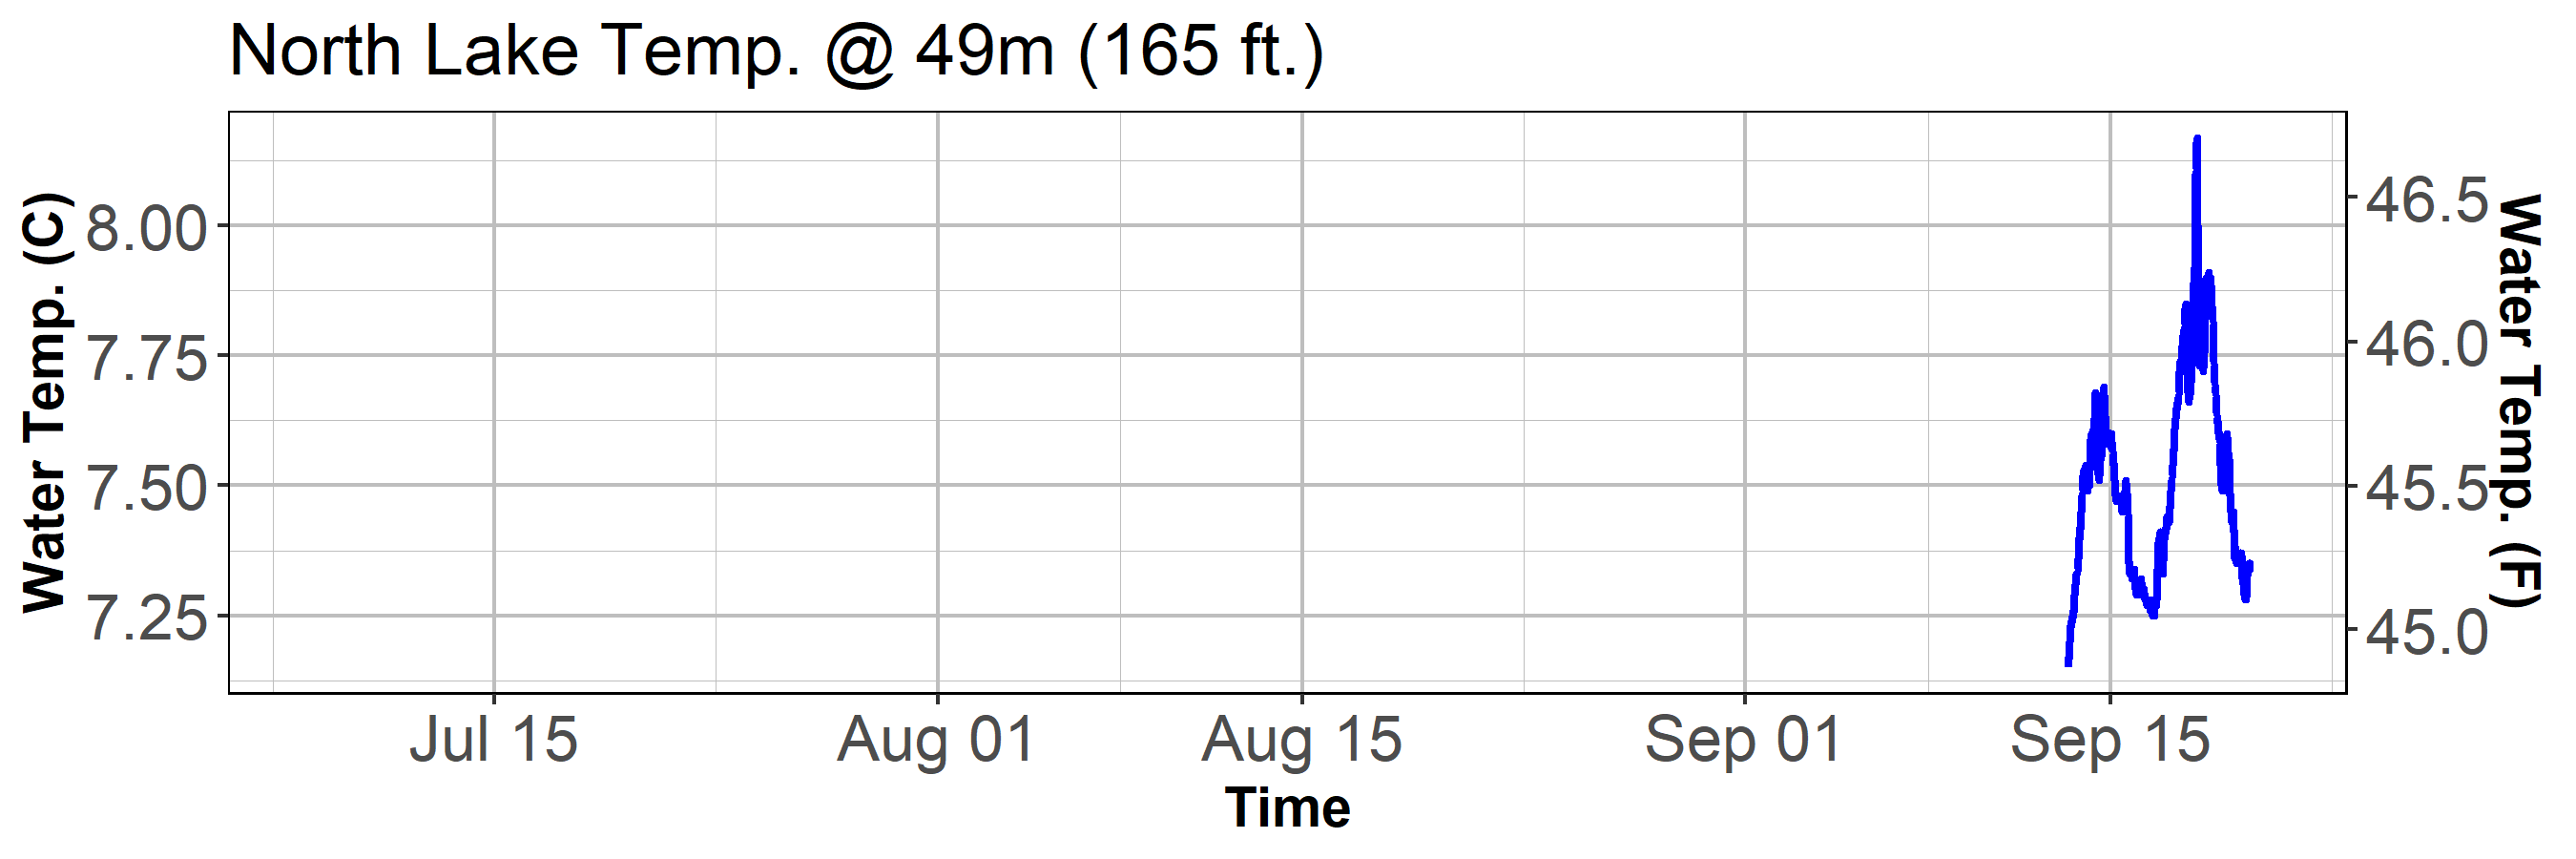 North Lake Temp. @ 49m (165 ft.)
Water Temp. (C)
8.00
7.75
7.50
7.25
46.5
46.0
45.5
45.0
Water Temp. (F)
Jul 15
Aug 01
Aug 15
Sep 01
Sep 15
Time